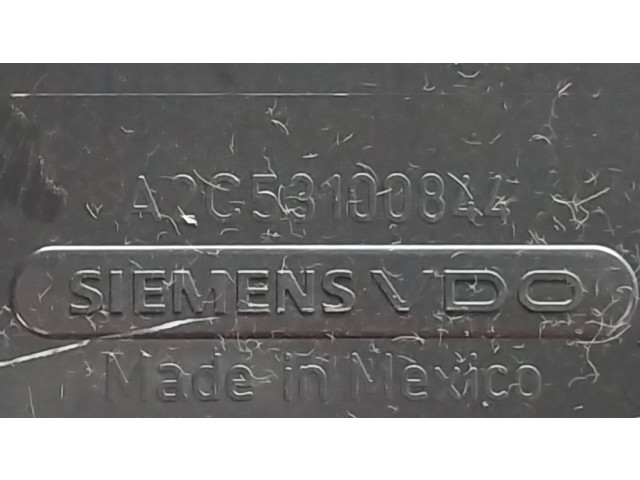 A2C53100844
SIEMENS VDO
Made in Mexico